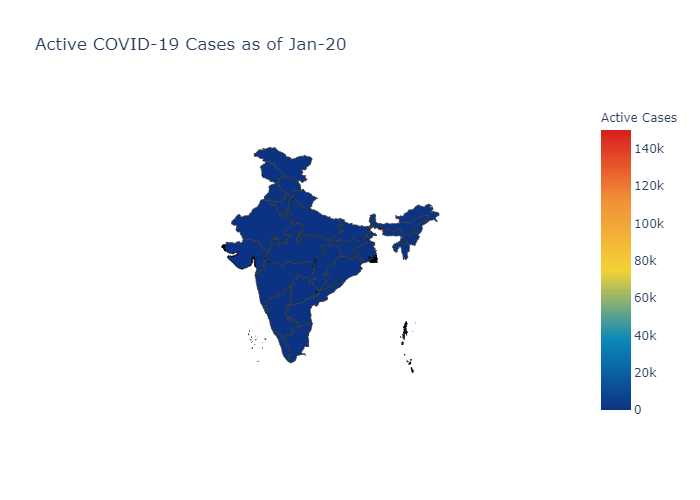 Active COVID-19 Cases as of Jan-20
Active Cases
140k
120k
100k
80k
60k
40k
20k
0